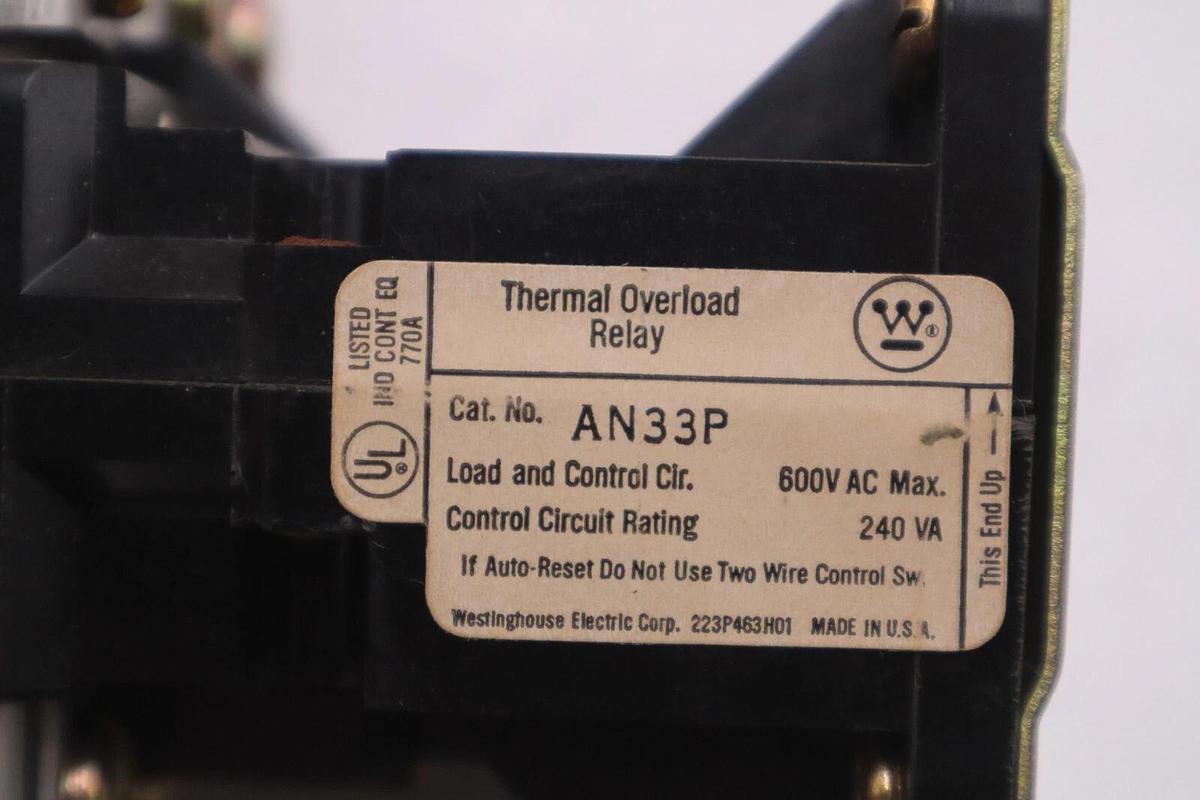 LISTED
IND CONT EQ
770A
UL®
Thermal Overload
Relay
W®
Cat. No. AN33P
Load and Control Cir. 600V AC Max.
Control Circuit Rating 240 VA
If Auto-Reset Do Not Use Two Wire Control Sw.
Westinghouse Electric Corp. 223P463H01 MADE IN U.S.A.
This End Up